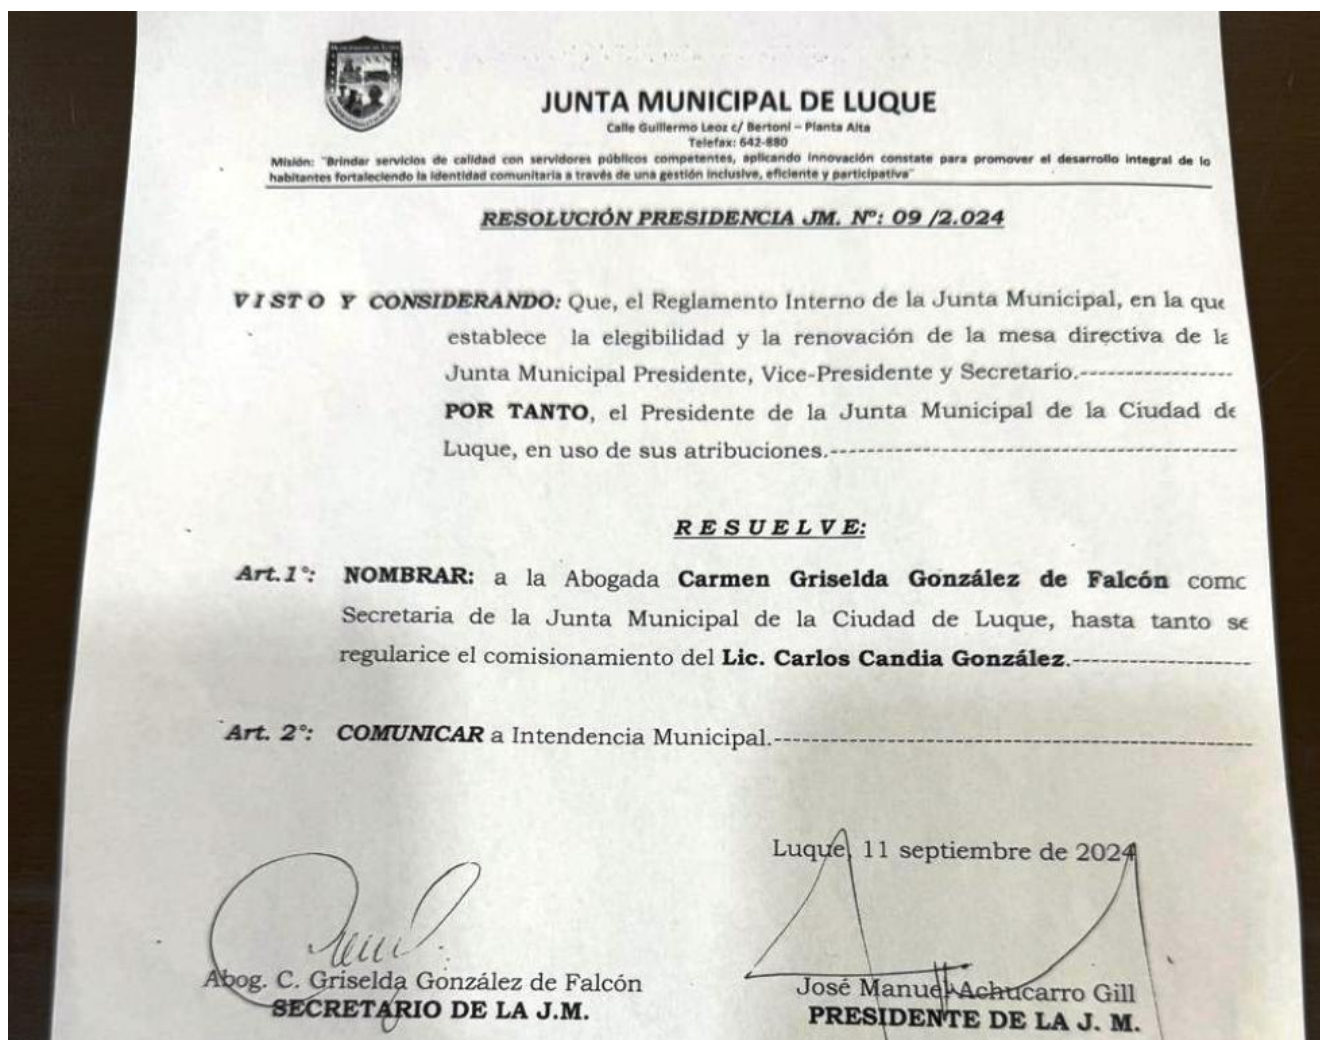 JUNTA MUNICIPAL DE LUQUE
Calle Guillermo Leoz c/ Bertoni – Planta Alta
Telefax: 642-880
Misión: "Brindar servicios de calidad con servidores públicos competentes, aplicando innovación constate para promover el desarrollo integral de lo
habitantes fortaleciendo la identidad comunitaria a través de una gestión inclusive, eficiente y participativa"
RESOLUCIÓN PRESIDENCIA JM. Nº: 09 /2.024
V I S T O Y CONSIDERANDO: Que, el Reglamento Interno de la Junta Municipal, en la que
establece la elegibilidad y la renovación de la mesa directiva de la
Junta Municipal Presidente, Vice-Presidente y Secretario.-----------------
POR TANTO, el Presidente de la Junta Municipal de la Ciudad de
Luque, en uso de sus atribuciones.--------------------------------------------
R E S U E L V E:
Art.1°: NOMBRAR: a la Abogada Carmen Griselda González de Falcón como
Secretaria de la Junta Municipal de la Ciudad de Luque, hasta tanto se
regularice el comisionamiento del Lic. Carlos Candia González.--------------------
Art. 2°: COMUNICAR a Intendencia Municipal.-----------------------------------------------------
Luque, 11 septiembre de 2024
Abog. C. Griselda González de Falcón
SECRETARIO DE LA J.M.
José Manuel Achucarro Gill
PRESIDENTE DE LA J. M.